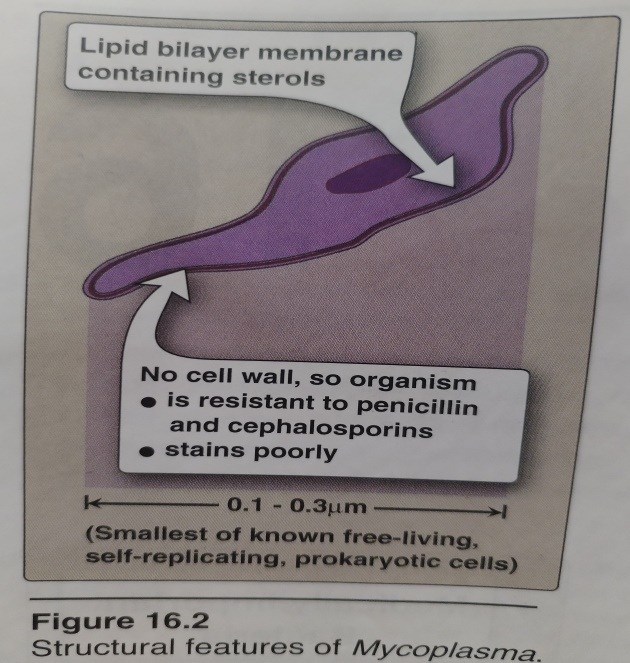 Lipid bilayer membrane
containing sterols
No cell wall, so organism
● is resistant to penicillin
and cephalosporins
● stains poorly
0.1 - 0.3μm
(Smallest of known free-living,
self-replicating, prokaryotic cells)
Figure 16.2
Structural features of Mycoplasma.